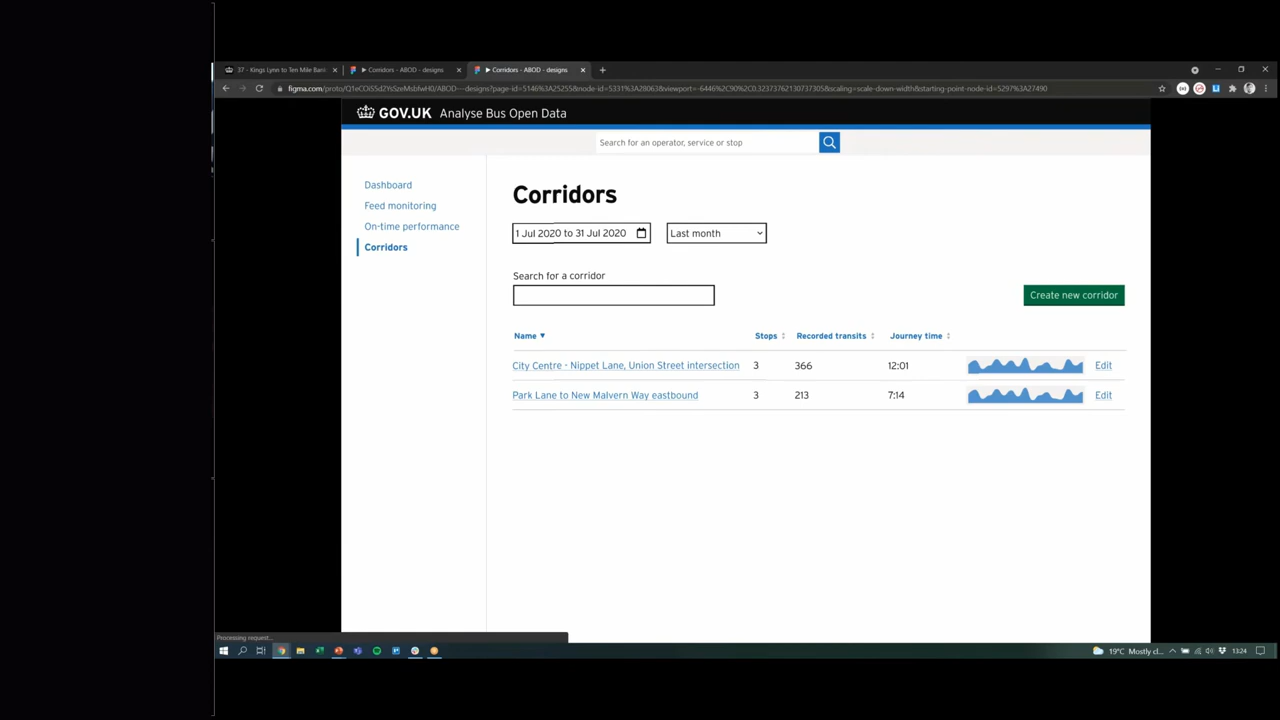 37 - Kings Lynn to Ten Mile Ban
Corridors - ABOD - designs
Corridors - ABOD - designs
GOV.UK Analyse Bus Open Data
Search for an operator, service or stop
Dashboard
Feed monitoring
On-time performance
Corridors
Corridors
1 Jul 2020 to 31 Jul 2020
Last month
Search for a corridor
Create new corridor
Name Stops Recorded transits Journey time
City Centre - Nippet Lane, Union Street intersection 3 366 12:01 Edit
Park Lane to New Malvern Way eastbound 3 213 7:14 Edit
Processing request...
19°C Mostly cl... 13:24